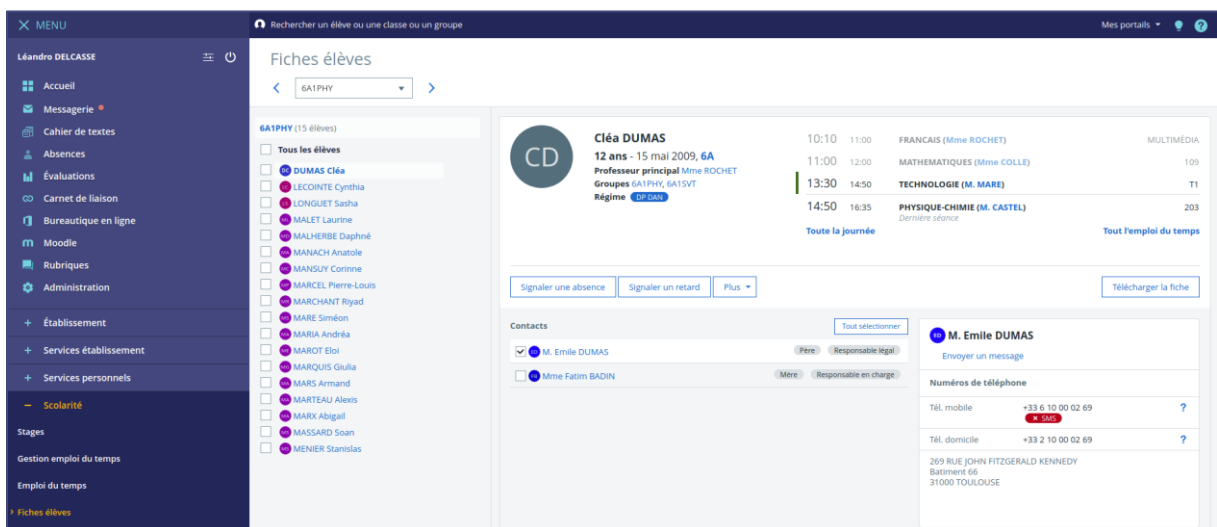 MENU
Rechercher un élève ou une classe ou un groupe
Mes portails
Léandro DELCASSE
Accueil
Messagerie
Cahier de textes
Absences
Évaluations
Carnet de liaison
Bureautique en ligne
Moodle
Rubriques
Administration
+ Établissement
+ Services établissement
+ Services personnels
− Scolarité
Stages
Gestion emploi du temps
Emploi du temps
Fiches élèves
Fiches élèves
6A1PHY
6A1PHY (15 élèves)
Tous les élèves
DC DUMAS Cléa
LECOINTE Cynthia
LONGUET Sasha
MALET Laurine
MALHERBE Daphné
MANACH Anatole
MANSUY Corinne
MARCEL Pierre-Louis
MARCHANT Riyad
MARE Siméon
MARIA Andréa
MAROT Eloi
MARQUIS Giulia
MARS Armand
MARTEAU Alexis
MARX Abigail
MASSARD Soan
MENIER Stanislas
CD
Cléa DUMAS
12 ans - 15 mai 2009, 6A
Professeur principal Mme ROCHET
Groupes 6A1PHY, 6A1SVT
Régime DP DAN
10:10 11:00 FRANCAIS (Mme ROCHET) MULTIMÉDIA
11:00 12:00 MATHEMATIQUES (Mme COLLE) 109
13:30 14:50 TECHNOLOGIE (M. MARE) T1
14:50 16:35 PHYSIQUE-CHIMIE (M. CASTEL) 203
Dernière séance
Toute la journée Tout l'emploi du temps
Signaler une absence Signaler un retard Plus Télécharger la fiche
Contacts Tout sélectionner
M. Emile DUMAS Père Responsable légal
Mme Fatim BADIN Mère Responsable en charge
M. Emile DUMAS
Envoyer un message
Numéros de téléphone
Tél. mobile +33 6 10 00 02 69 ?
× SMS
Tél. domicile +33 2 10 00 02 69 ?
269 RUE JOHN FITZGERALD KENNEDY
Batiment 66
31000 TOULOUSE